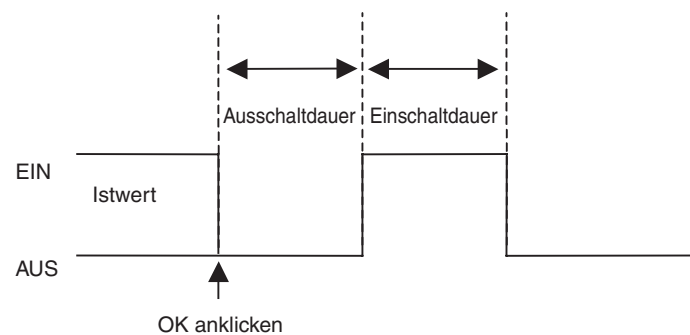 Ausschaltdauer
Einschaltdauer
EIN
Istwert
AUS
OK anklicken